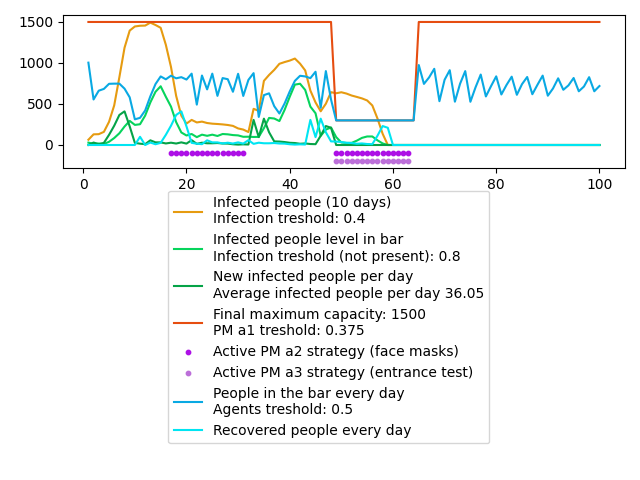 1500
1000
500
0
0
20
40
60
80
100
Infected people (10 days)
Infection treshold: 0.4
Infected people level in bar
Infection treshold (not present): 0.8
New infected people per day
Average infected people per day 36.05
Final maximum capacity: 1500
PM a1 treshold: 0.375
Active PM a2 strategy (face masks)
Active PM a3 strategy (entrance test)
People in the bar every day
Agents treshold: 0.5
Recovered people every day